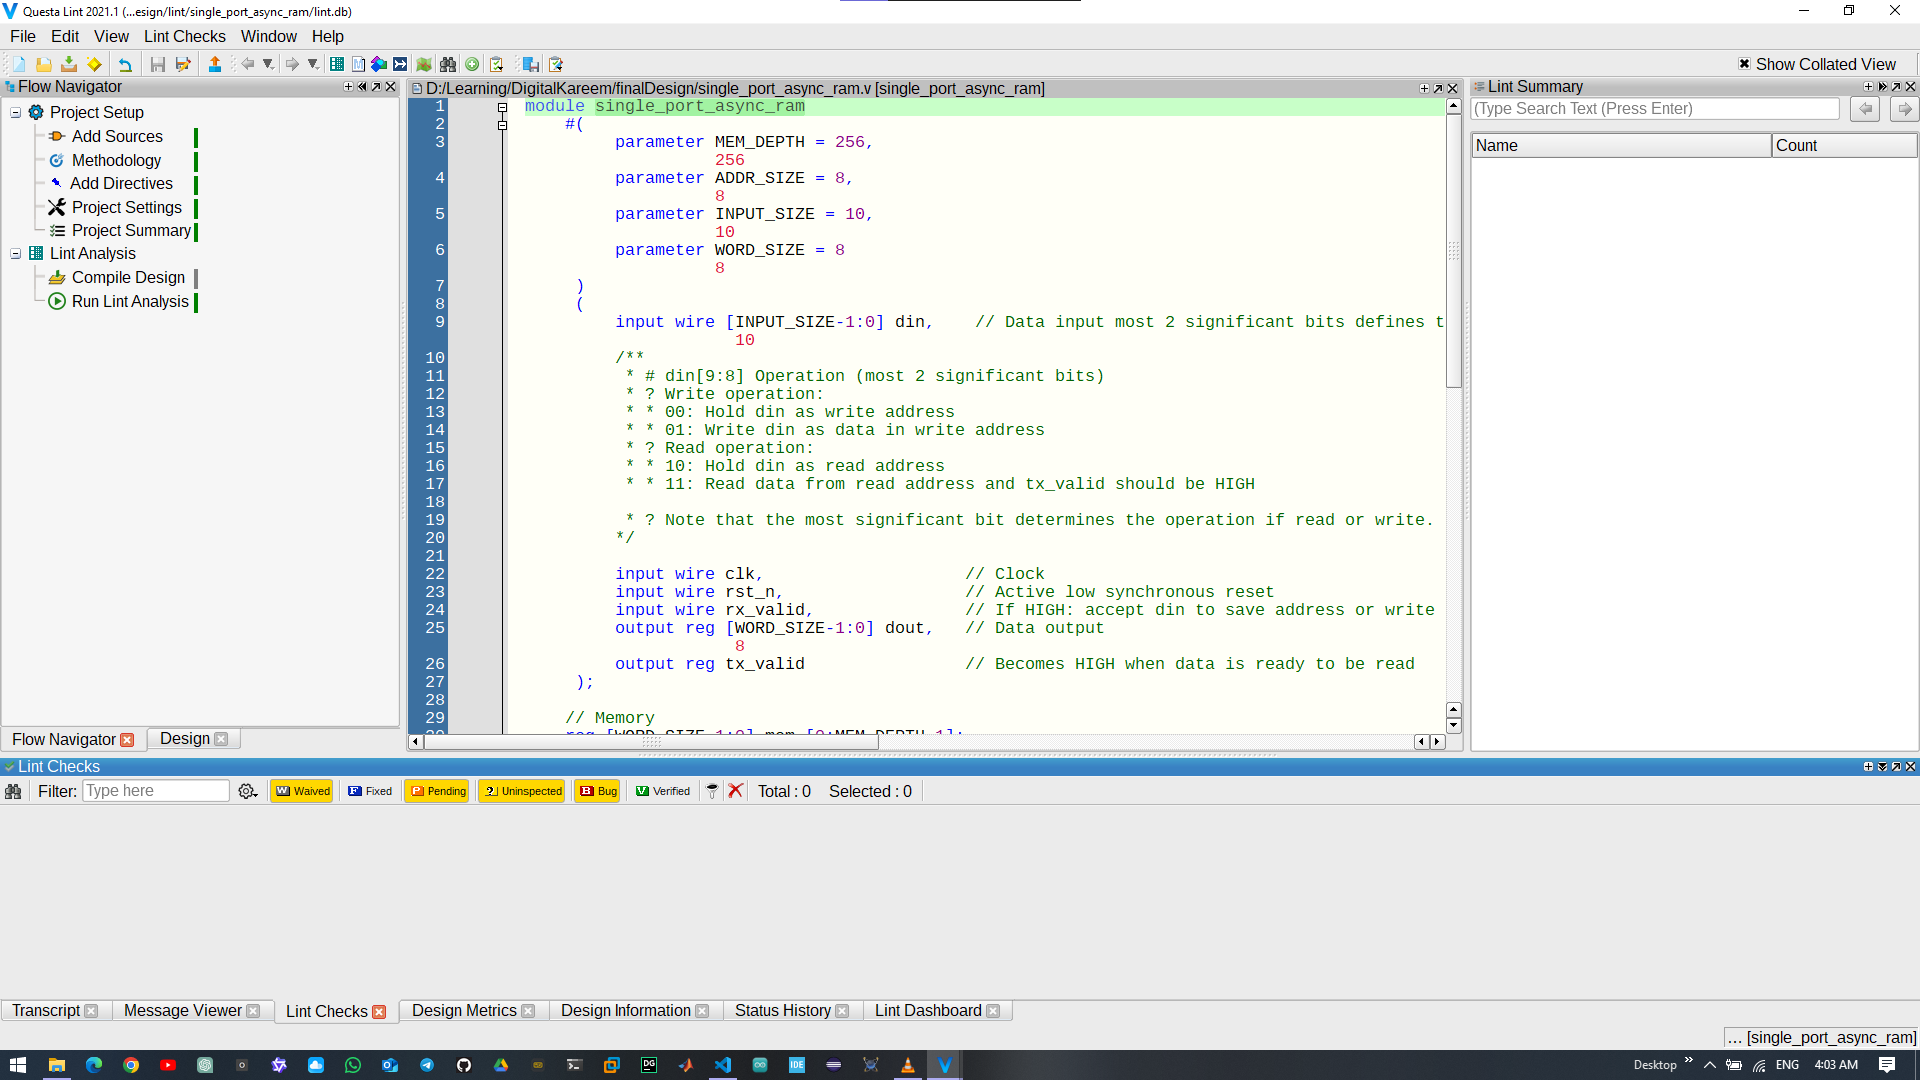 Questa Lint 2021.1 (...esign/lint/single_port_async_ram/lint.db)
File Edit View Lint Checks Window Help
Show Collated View
Flow Navigator
Project Setup
Add Sources
Methodology
Add Directives
Project Settings
Project Summary
Lint Analysis
Compile Design
Run Lint Analysis
Flow Navigator Design
D:/Learning/DigitalKareem/finalDesign/single_port_async_ram.v [single_port_async_ram]
1 module single_port_async_ram
2 #(
3 parameter MEM_DEPTH = 256,
256
4 parameter ADDR_SIZE = 8,
8
5 parameter INPUT_SIZE = 10,
10
6 parameter WORD_SIZE = 8
8
7 )
8 (
9 input wire [INPUT_SIZE-1:0] din, // Data input most 2 significant bits defines t
10
10 /**
11 * # din[9:8] Operation (most 2 significant bits)
12 * ? Write operation:
13 * * 00: Hold din as write address
14 * * 01: Write din as data in write address
15 * ? Read operation:
16 * * 10: Hold din as read address
17 * * 11: Read data from read address and tx_valid should be HIGH
18
19 * ? Note that the most significant bit determines the operation if read or write.
20 */
21
22 input wire clk, // Clock
23 input wire rst_n, // Active low synchronous reset
24 input wire rx_valid, // If HIGH: accept din to save address or write
25 output reg [WORD_SIZE-1:0] dout, // Data output
8
26 output reg tx_valid // Becomes HIGH when data is ready to be read
27 );
28
29 // Memory
30 reg [WORD_SIZE-1:0] mem [0:MEM_DEPTH-1];
Lint Summary
(Type Search Text (Press Enter)
Name Count
Lint Checks
Filter: Type here W Waived F Fixed P Pending ? Uninspected B Bug V Verified Total : 0 Selected : 0
Transcript Message Viewer Lint Checks Design Metrics Design Information Status History Lint Dashboard
... [single_port_async_ram]
DG IDE Desktop ENG 4:03 AM